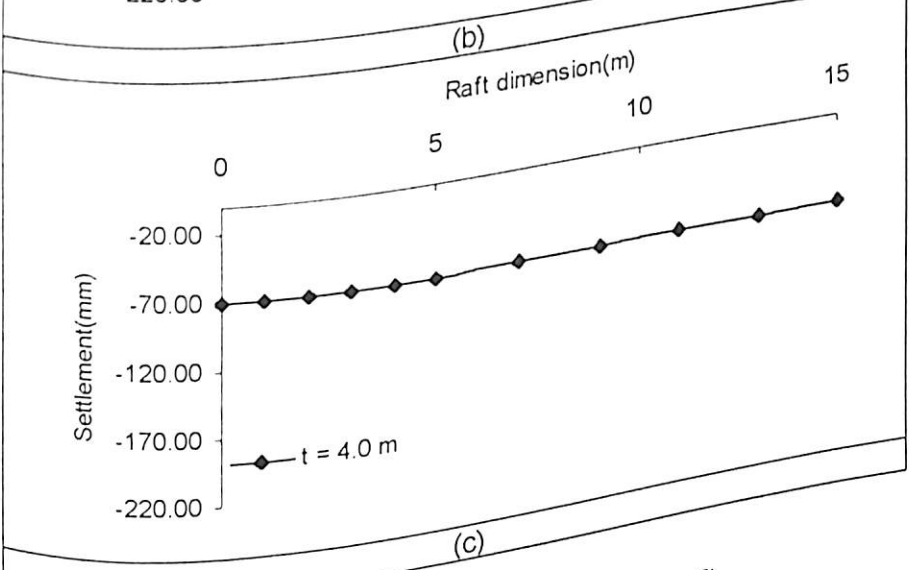 (b)
Raft dimension(m)
0 5 10 15
-20.00
-70.00
-120.00
-170.00
-220.00
Settlement(mm)
t = 4.0 m
(c)